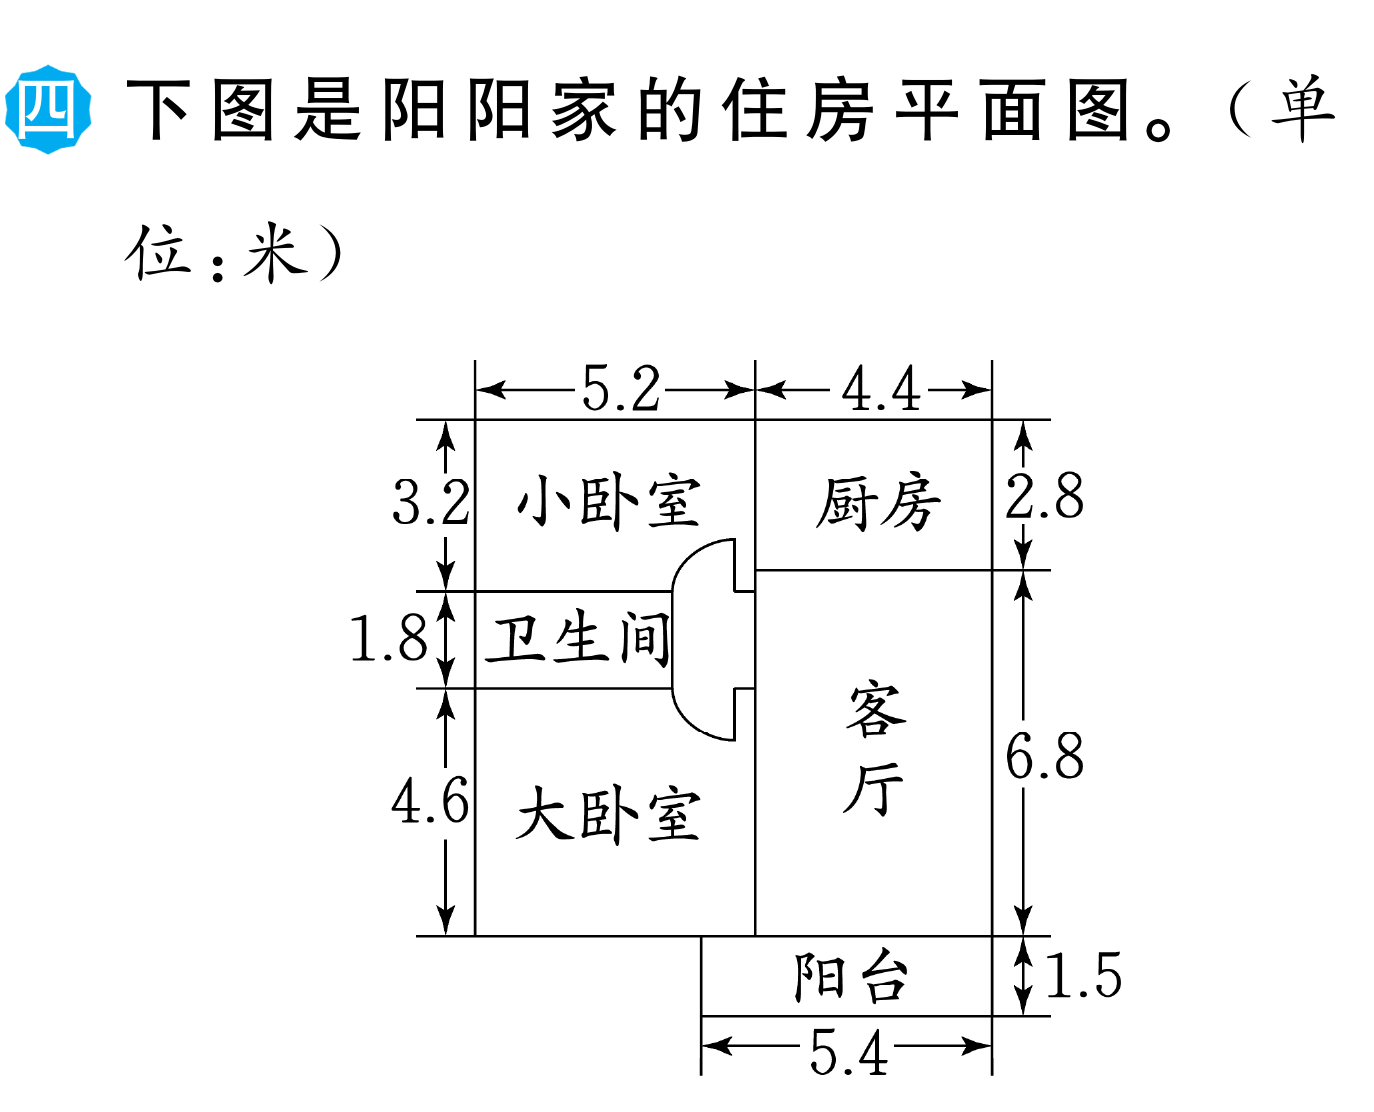 四 下图是阳阳家的住房平面图。(单
位:米)
5.2 4.4
3.2 小卧室 厨房 2.8
1.8 卫生间
客
厅
6.8
4.6 大卧室
阳台 1.5
5.4